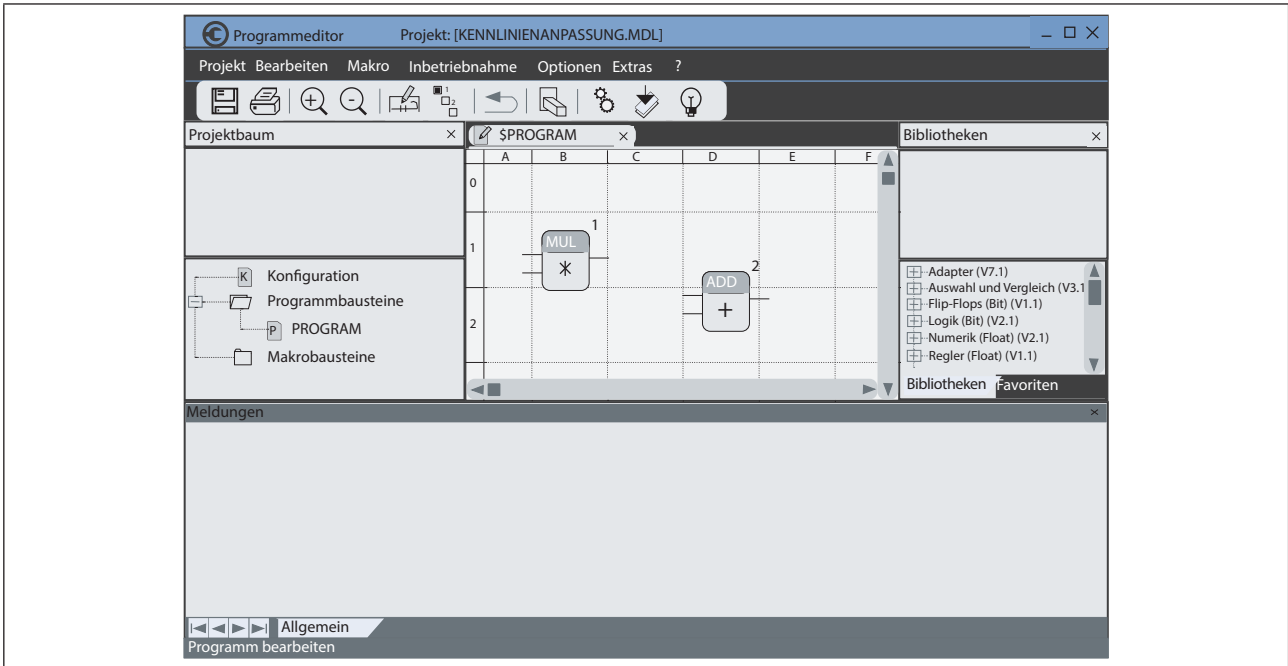 Programmeditor Projekt: [KENNLINIENANPASSUNG.MDL]
Projekt Bearbeiten Makro Inbetriebnahme Optionen Extras ?
1
2
Projektbaum
$PROGRAM
Bibliotheken
A B C D E F
0
1
2
1
MUL
*
2
ADD
+
K Konfiguration
Programmbausteine
P PROGRAM
Makrobausteine
Adapter (V7.1)
Auswahl und Vergleich (V3.1
Flip-Flops (Bit) (V1.1)
Logik (Bit) (V2.1)
Numerik (Float) (V2.1)
Regler (Float) (V1.1)
Bibliotheken Favoriten
Meldungen
Allgemein
Programm bearbeiten